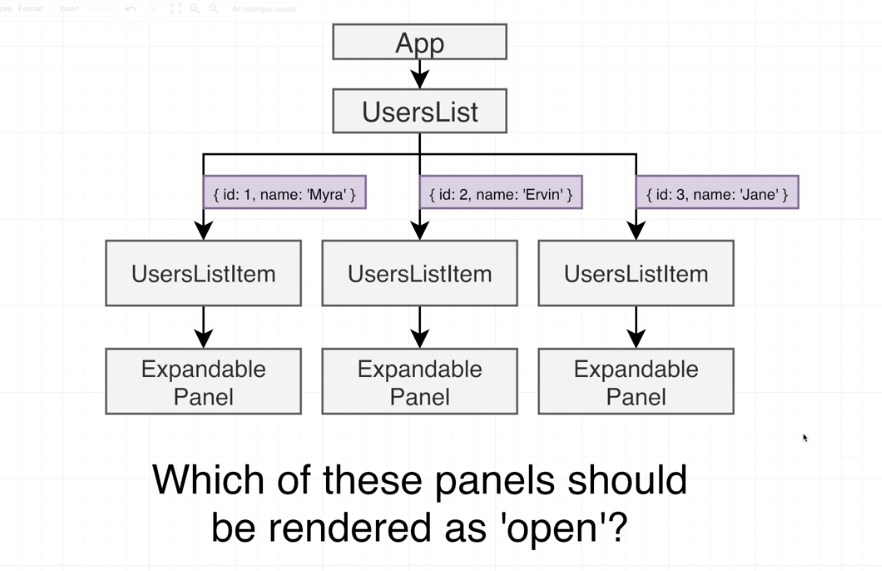 Format Insert All changes saved
App
UsersList
{ id: 1, name: 'Myra' } { id: 2, name: 'Ervin' } { id: 3, name: 'Jane' }
UsersListItem UsersListItem UsersListItem
Expandable Expandable Expandable
Panel Panel Panel
Which of these panels should
be rendered as 'open'?